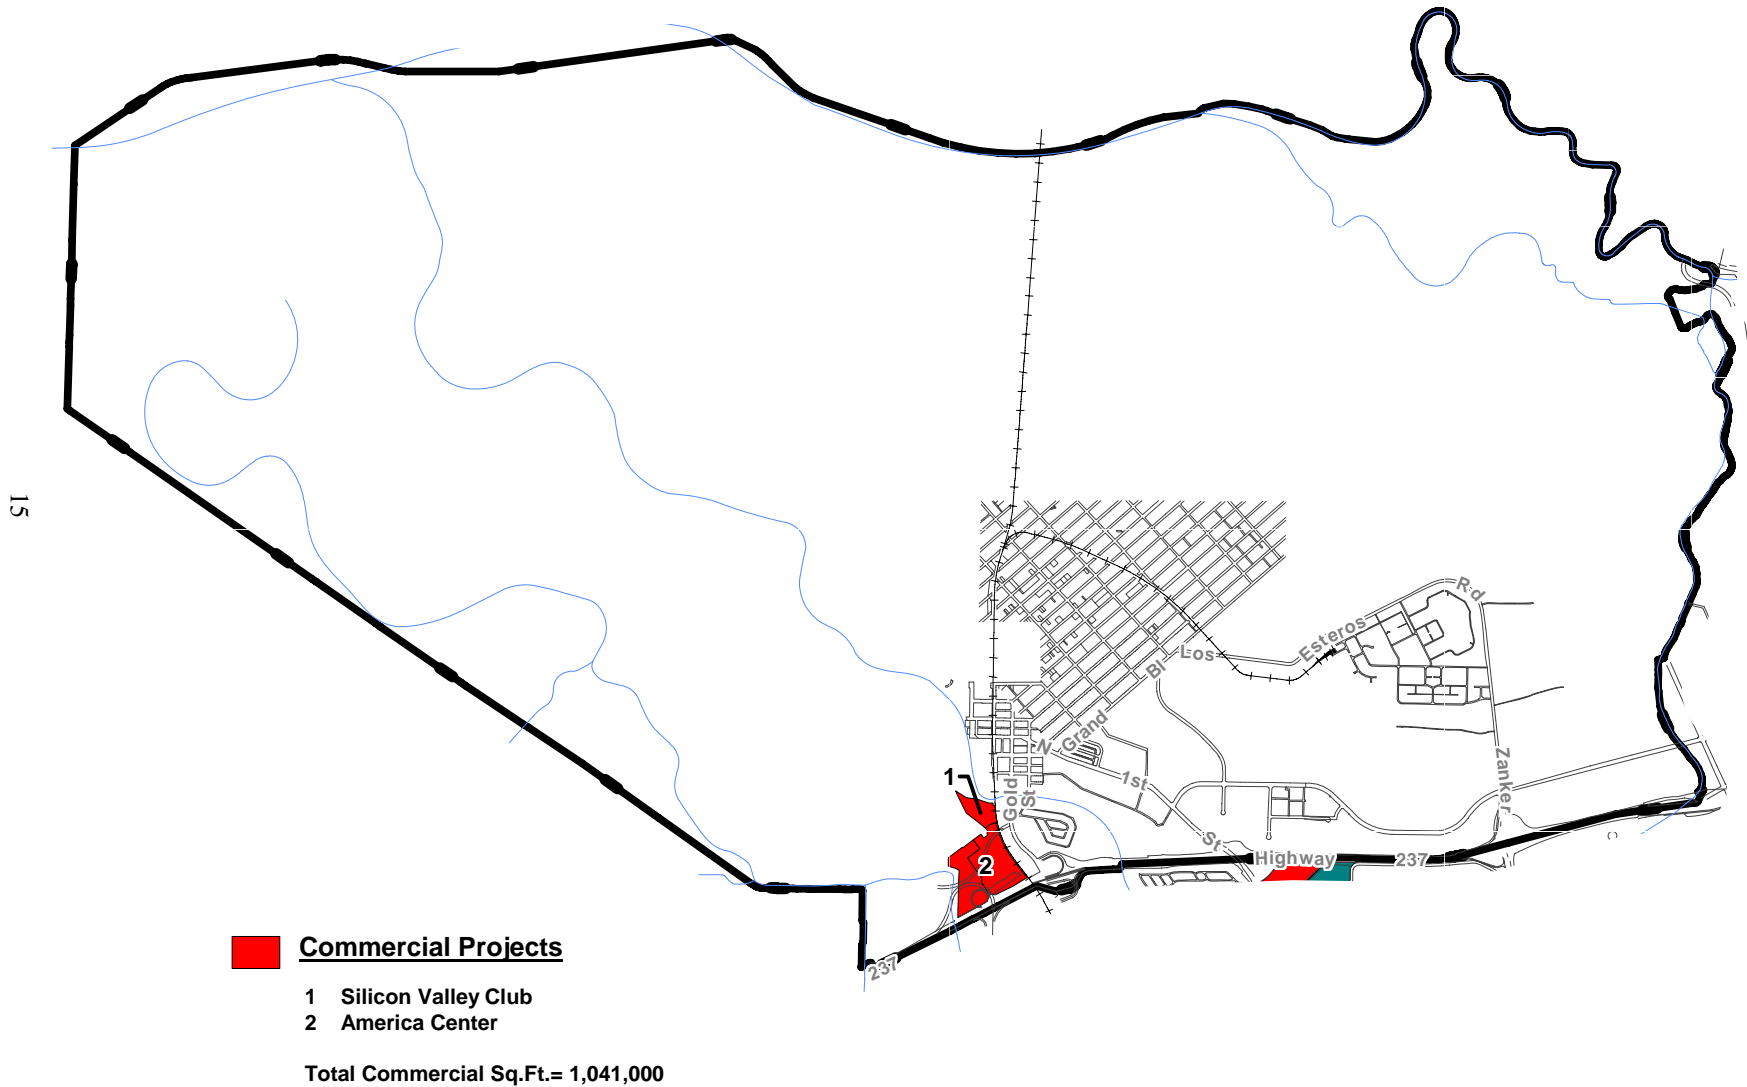 15
Rd
Esteros
Los
Bl
Grand
N
1st
Zanker
1
Gold
St
St
Highway
237
2
237
Commercial Projects
1 Silicon Valley Club
2 America Center
Total Commercial Sq.Ft.= 1,041,000